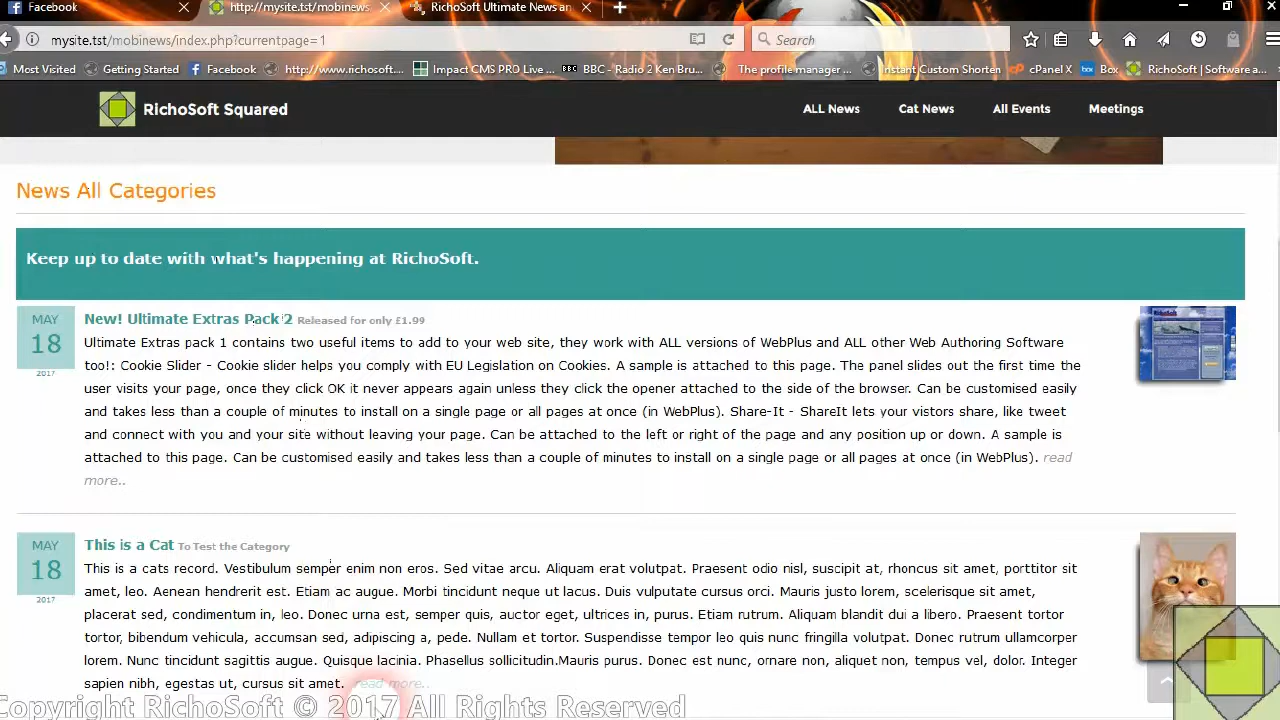 Facebook
http://mysite.tst/mobinews
RichoSoft Ultimate News an
mysite.tst/mobinews/index.php?currentpage=1
Search
Most Visited
Getting Started
Facebook
http://www.richosoft....
Impact CMS PRO Live ...
BBC - Radio 2 Ken Bru...
The profile manager ...
Instant Custom Shorten
cPanel X
Box
RichoSoft | Software a...
RichoSoft Squared
ALL News
Cat News
All Events
Meetings
News All Categories
Keep up to date with what's happening at RichoSoft.
MAY
18
2017
New! Ultimate Extras Pack 2 Released for only £1.99
Ultimate Extras pack 1 contains two useful items to add to your web site, they work with ALL versions of WebPlus and ALL other Web Authoring Software
too!: Cookie Slider - Cookie slider helps you comply with EU Legislation on Cookies. A sample is attached to this page. The panel slides out the first time the
user visits your page, once they click OK it never appears again unless they click the opener attached to the side of the browser. Can be customised easily
and takes less than a couple of minutes to install on a single page or all pages at once (in WebPlus). Share-It - ShareIt lets your vistors share, like tweet
and connect with you and your site without leaving your page. Can be attached to the left or right of the page and any position up or down. A sample is
attached to this page. Can be customised easily and takes less than a couple of minutes to install on a single page or all pages at once (in WebPlus). read
more..
MAY
18
2017
This is a Cat To Test the Category
This is a cats record. Vestibulum semper enim non eros. Sed vitae arcu. Aliquam erat volutpat. Praesent odio nisl, suscipit at, rhoncus sit amet, porttitor sit
amet, leo. Aenean hendrerit est. Etiam ac augue. Morbi tincidunt neque ut lacus. Duis vulputate cursus orci. Mauris justo lorem, scelerisque sit amet,
placerat sed, condimentum in, leo. Donec urna est, semper quis, auctor eget, ultrices in, purus. Etiam rutrum. Aliquam blandit dui a libero. Praesent tortor
tortor, bibendum vehicula, accumsan sed, adipiscing a, pede. Nullam et tortor. Suspendisse tempor leo quis nunc fringilla volutpat. Donec rutrum ullamcorper
lorem. Nunc tincidunt sagittis augue. Quisque lacinia. Phasellus sollicitudin.Mauris purus. Donec est nunc, ornare non, aliquet non, tempus vel, dolor. Integer
sapien nibh, egestas ut, cursus sit amet. read more..
Copyright RichoSoft © 2017 All Rights Reserved